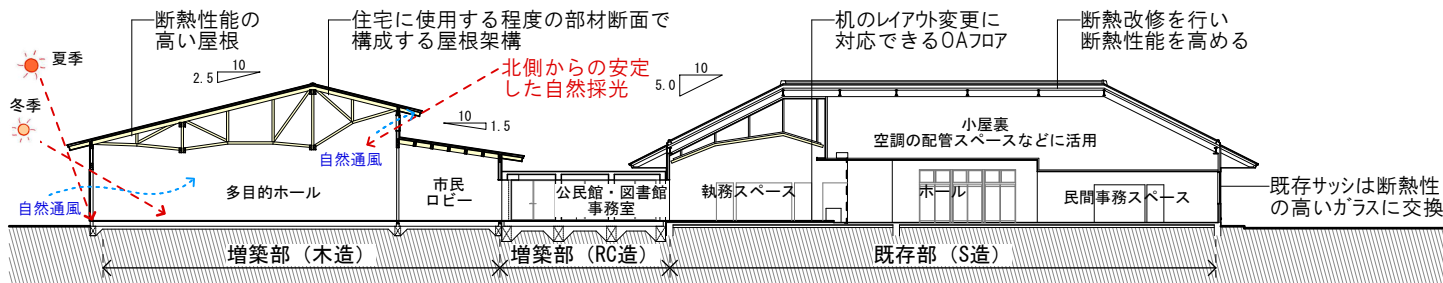 断熱性能の
高い屋根
住宅に使用する程度の部材断面で
構成する屋根架構
机のレイアウト変更に
対応できるOAフロア
断熱改修を行い
断熱性能を高める
夏季
冬季
10
2.5
北側からの安定
した自然採光
10
5.0
10
1.5
自然通風
自然通風
小屋裏
空調の配管スペースなどに活用
多目的ホール
市民
ロビー
公民館・図書館
事務室
執務スペース
ホール
民間事務スペース
既存サッシは断熱性
の高いガラスに交換
増築部（木造）
増築部（RC造）
既存部（S造）